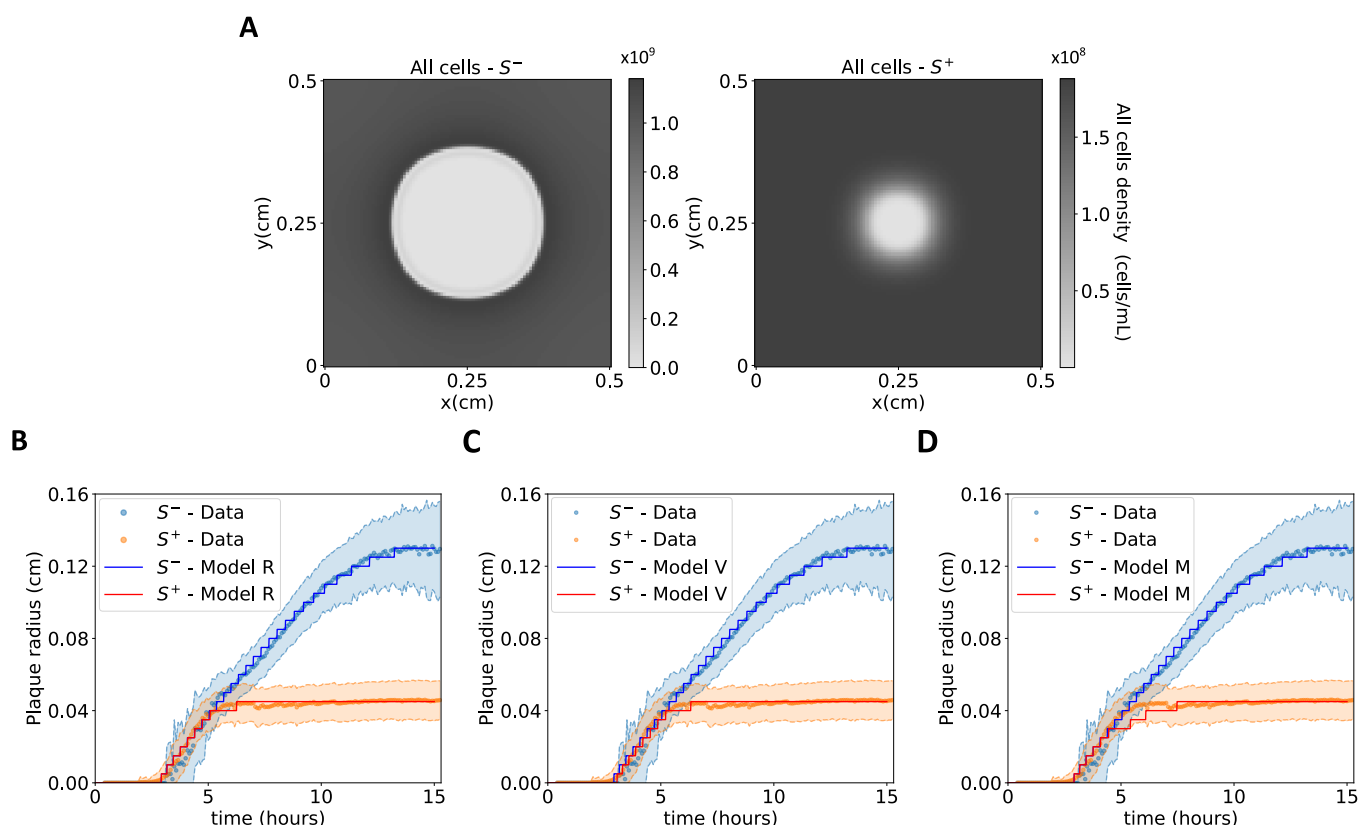 A
All cells - S⁻
x10⁹
0.5
0.25
0
y(cm)
0
0.25
0.5
x(cm)
1.0
0.8
0.6
0.4
0.2
0.0
All cells - S⁺
x10⁸
0.5
0.25
0
y(cm)
0
0.25
0.5
x(cm)
1.5
1.0
0.5
All cells density (cells/mL)
B
0.16
0.12
0.08
0.04
0.00
Plaque radius (cm)
S⁻ - Data
S⁺ - Data
S⁻ - Model R
S⁺ - Model R
0
5
10
15
time (hours)
C
0.16
0.12
0.08
0.04
0.00
Plaque radius (cm)
S⁻ - Data
S⁺ - Data
S⁻ - Model V
S⁺ - Model V
0
5
10
15
time (hours)
D
0.16
0.12
0.08
0.04
0.00
Plaque radius (cm)
S⁻ - Data
S⁺ - Data
S⁻ - Model M
S⁺ - Model M
0
5
10
15
time (hours)